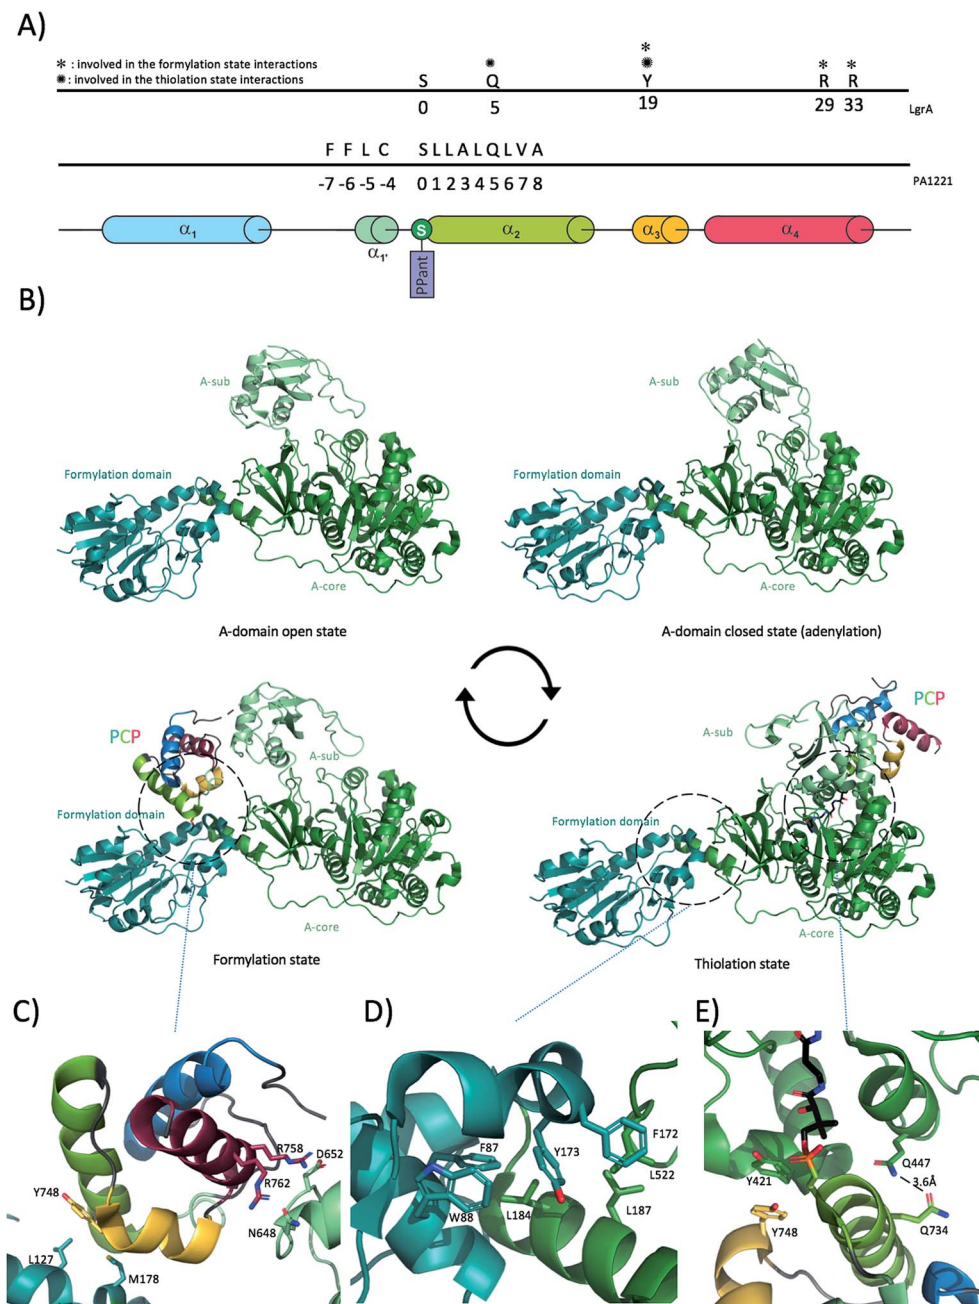 A)
* : involved in the formylation state interactions
✹ : involved in the thiolation state interactions
✹ * ✹ * *
S Q Y R R
0 5 19 29 33 LgrA
F F L C S L L A L Q L V A
-7 -6 -5 -4 0 1 2 3 4 5 6 7 8 PA1221
α1 α1' S α2 α3 α4
PPant
B)
A-sub A-sub
Formylation domain Formylation domain
A-core A-core
A-domain open state A-domain closed state (adenylation)
PCP PCP
A-sub A-sub
Formylation domain Formylation domain
A-core A-core
Formylation state Thiolation state
C) D) E)
R758 D652
R762
Y748
N648
L127
M178
F87 Y173 F172
L522
W88 L184 L187
Q447
Y421 3.6Å
Y748 Q734